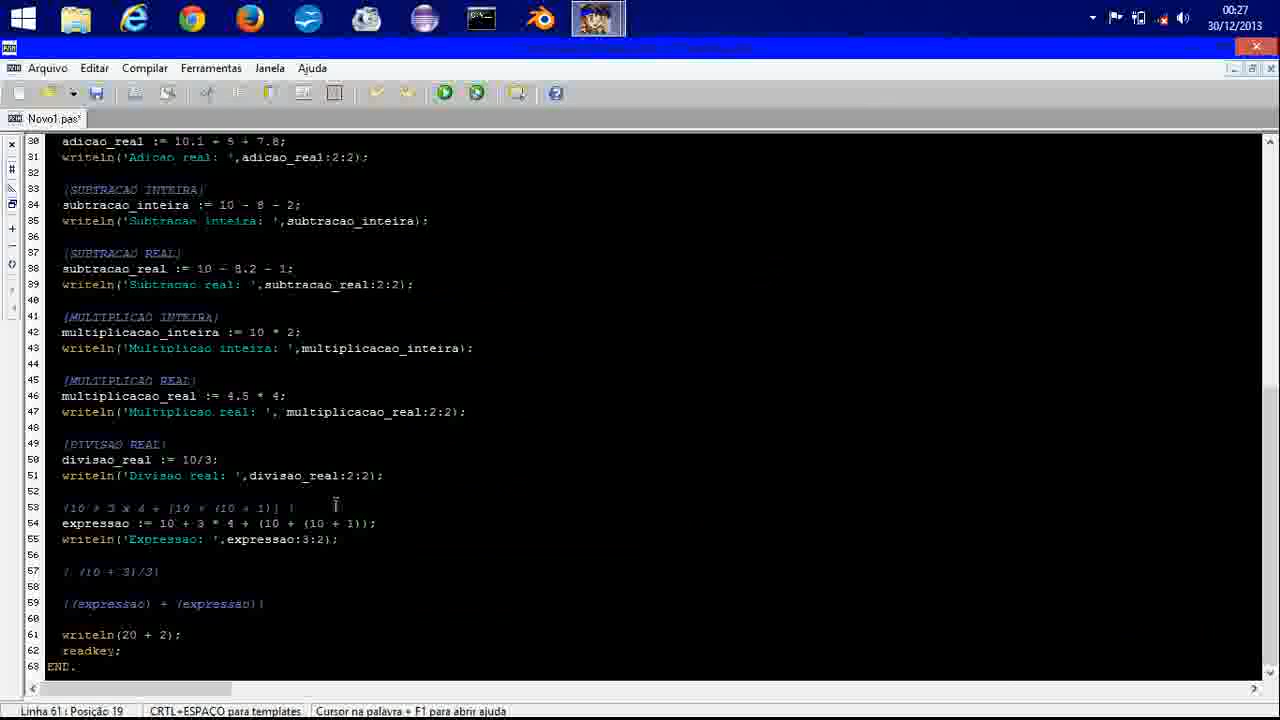 00:27
30/12/2013
Arquivo Editar Compilar Ferramentas Janela Ajuda
Novo1.pas*
30 adicao_real := 10.1 + 5 + 7.8;
31 writeln('Adicao real: ',adicao_real:2:2);
32
33 {SUBTRACAO INTEIRA}
34 subtracao_inteira := 10 - 8 - 2;
35 writeln('Subtracao inteira: ',subtracao_inteira);
36
37 {SUBTRACAO REAL}
38 subtracao_real := 10 - 8.2 - 1;
39 writeln('Subtracao real: ',subtracao_real:2:2);
40
41 {MULTIPLICAO INTEIRA}
42 multiplicacao_inteira := 10 * 2;
43 writeln('Multiplicao inteira: ',multiplicacao_inteira);
44
45 {MULTIPLICAO REAL}
46 multiplicacao_real := 4.5 * 4;
47 writeln('Multiplicao real: ', multiplicacao_real:2:2);
48
49 {DIVISAO REAL}
50 divisao_real := 10/3;
51 writeln('Divisao real: ',divisao_real:2:2);
52
53 {10 + 3 x 4 + [10 + (10 + 1)] }
54 expressao := 10 + 3 * 4 + (10 + (10 + 1));
55 writeln('Expressao: ',expressao:3:2);
56
57 { (10 + 3)/3}
58
59 {(expressao) + (expressao)}
60
61 writeln(20 + 2);
62 readkey;
63 END.
Linha 61 : Posição 19 CRTL+ESPAÇO para templates Cursor na palavra + F1 para abrir ajuda